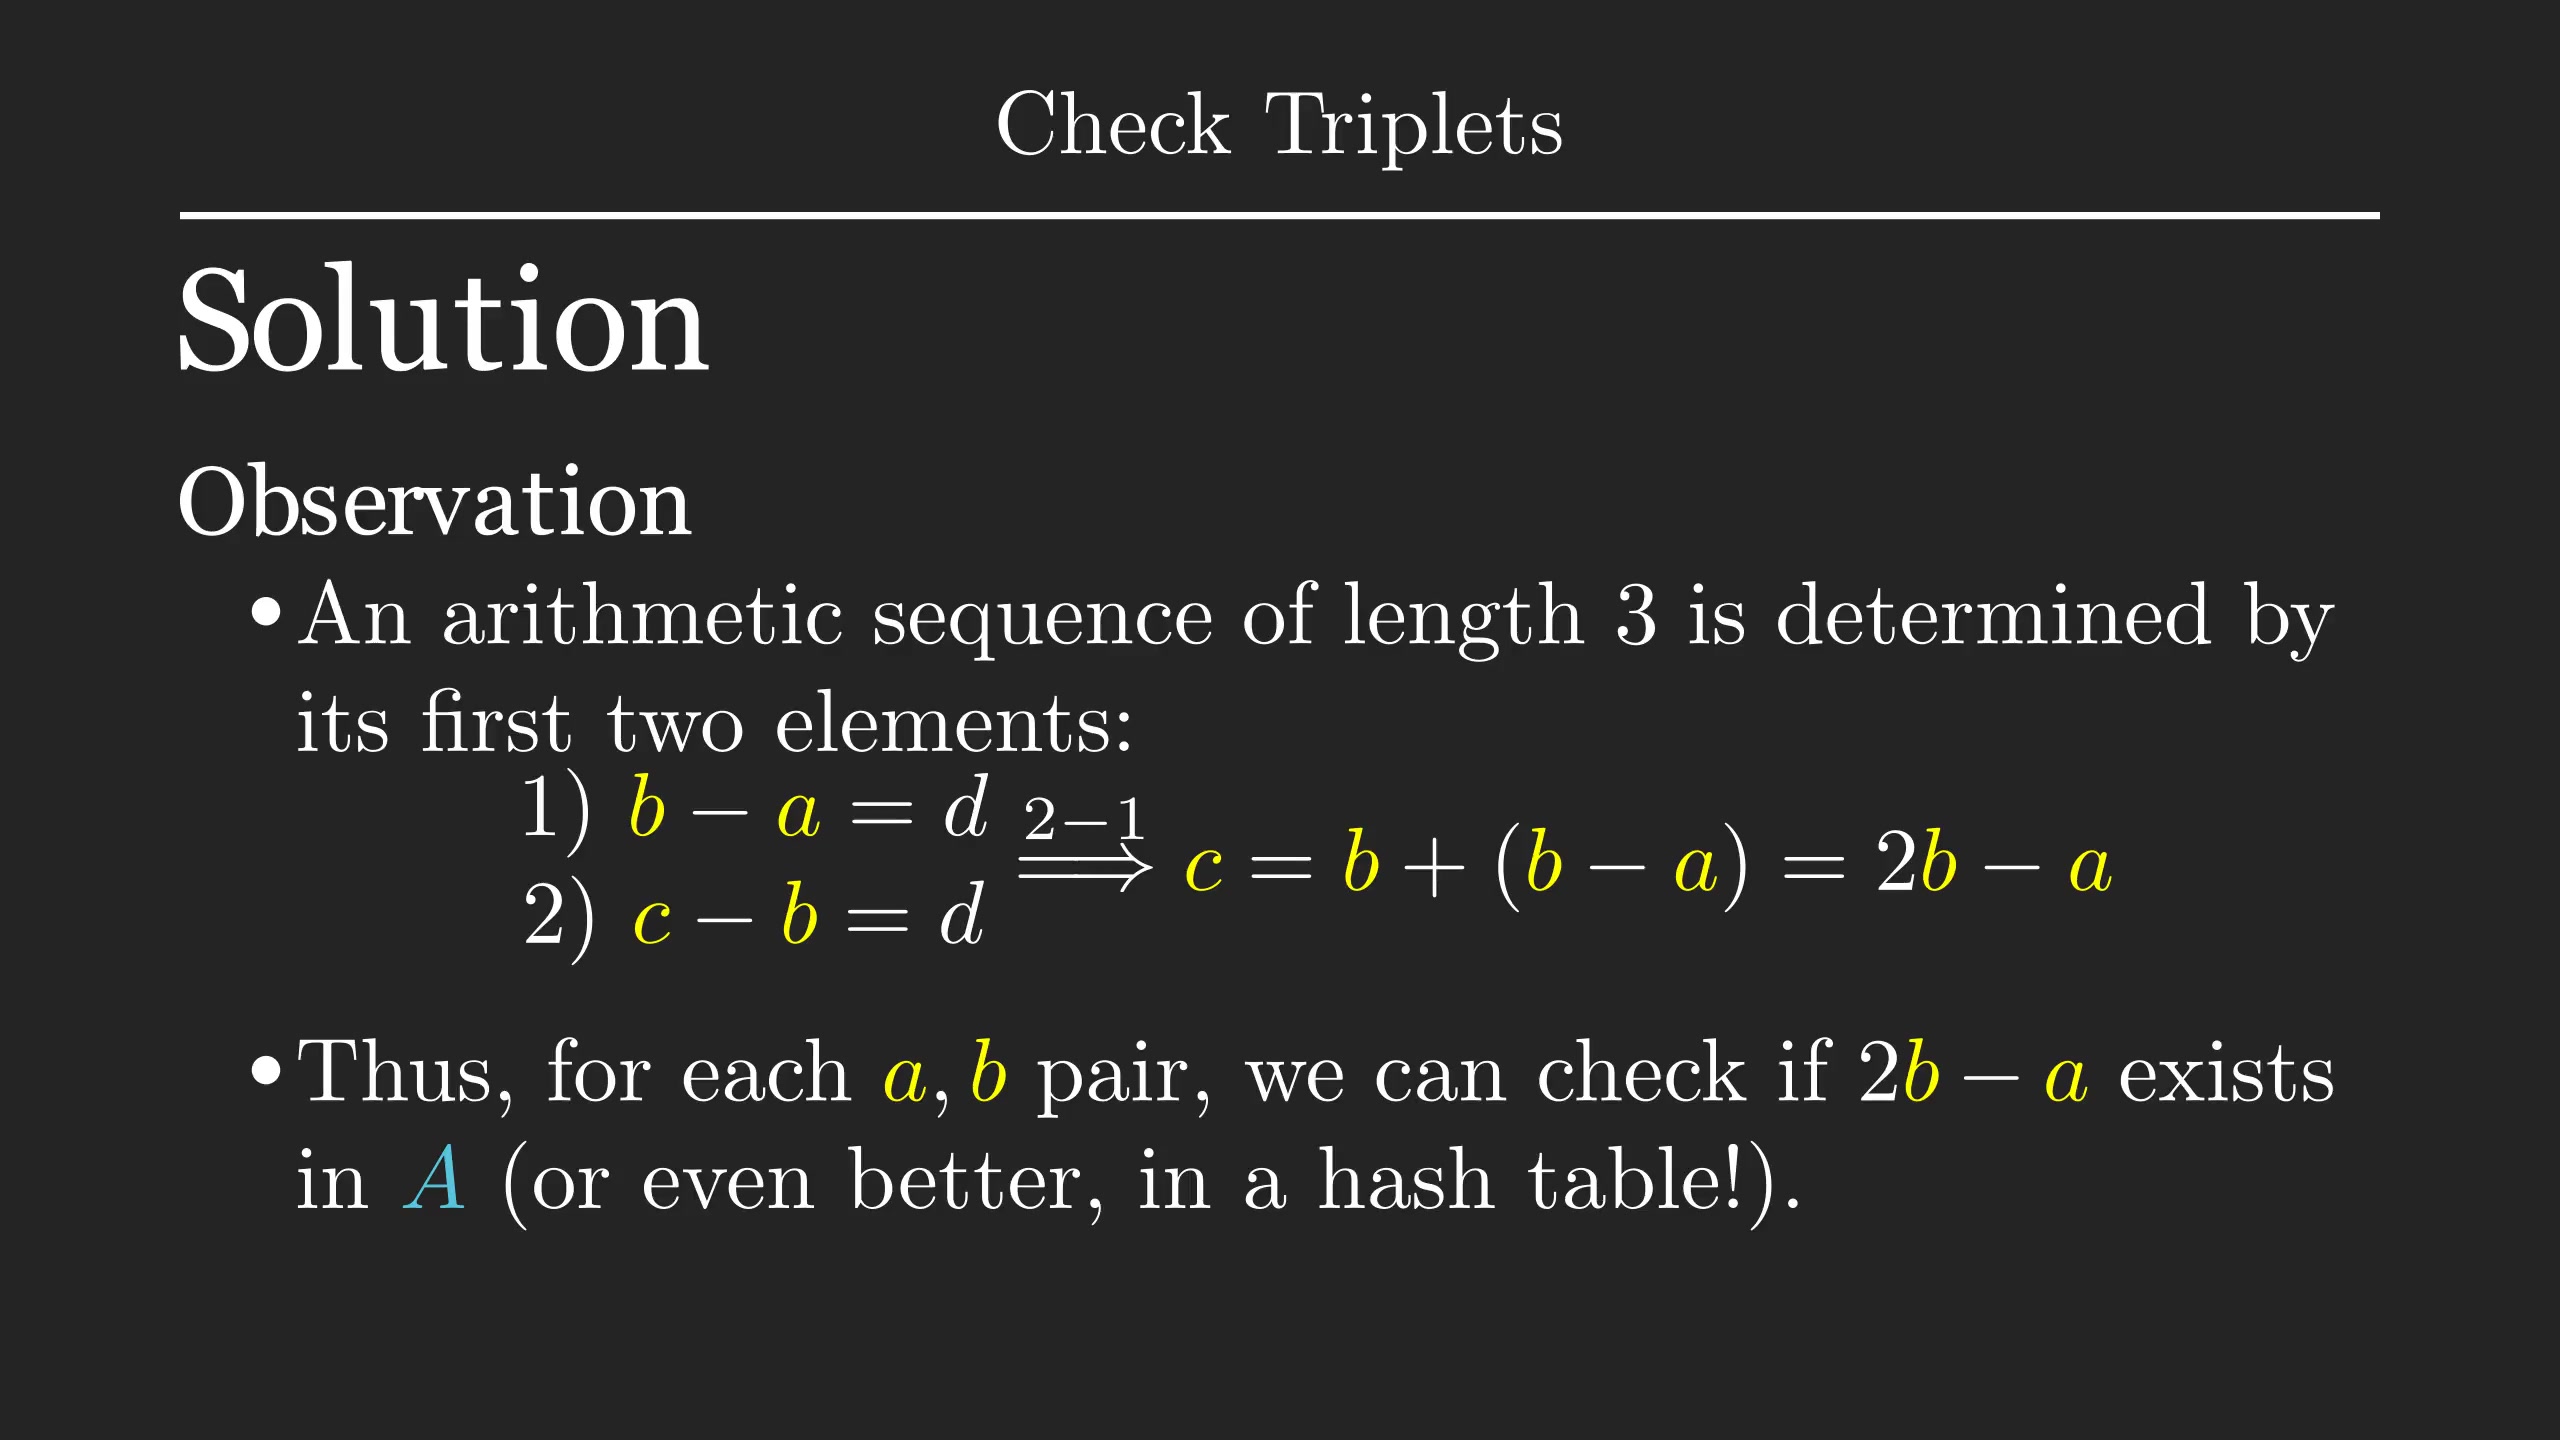 Check Triplets
Solution
Observation
•An arithmetic sequence of length 3 is determined by
its first two elements:
1) b − a = d
2) c − b = d
2−1
⟹ c = b + (b − a) = 2b − a
•Thus, for each a, b pair, we can check if 2b − a exists
in A (or even better, in a hash table!).